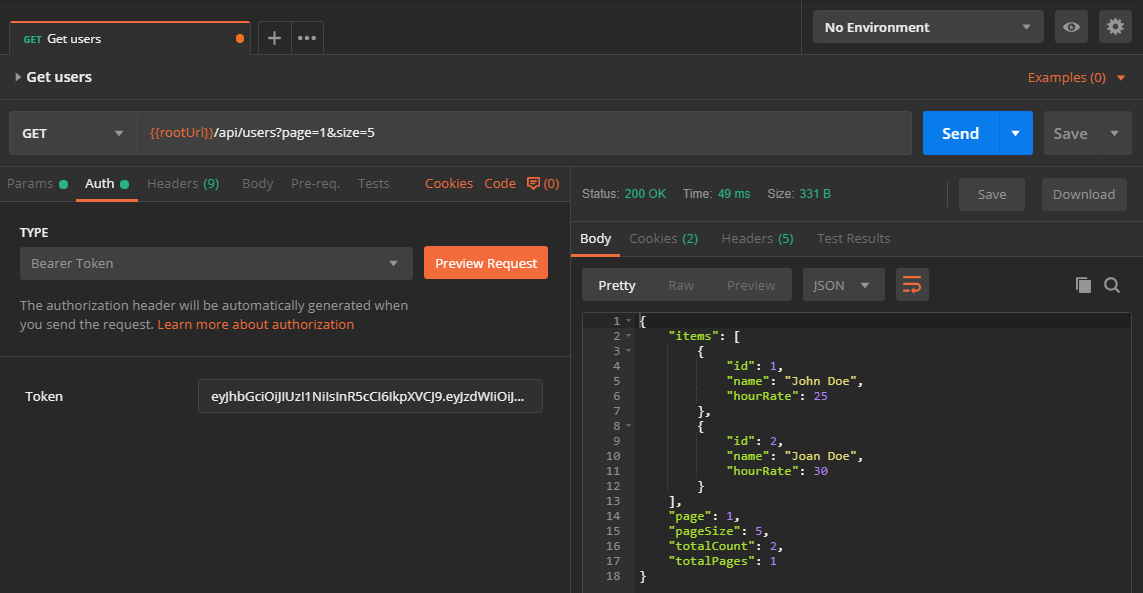 GET Get users
No Environment
Get users
Examples (0)
GET {{rootUrl}}/api/users?page=1&size=5
Send
Save
Params
Auth
Headers (9)
Body
Pre-req.
Tests
Cookies
Code
(0)
TYPE
Bearer Token
Preview Request
The authorization header will be automatically generated when
you send the request. Learn more about authorization
Token
Status: 200 OK Time: 49 ms Size: 331 B
Save
Download
Body
Cookies (2)
Headers (5)
Test Results
Pretty
Raw
Preview
JSON
1 {
2 "items": [
3 {
4 "id": 1,
5 "name": "John Doe",
6 "hourRate": 25
7 },
8 {
9 "id": 2,
10 "name": "Joan Doe",
11 "hourRate": 30
12 }
13 ],
14 "page": 1,
15 "pageSize": 5,
16 "totalCount": 2,
17 "totalPages": 1
18 }